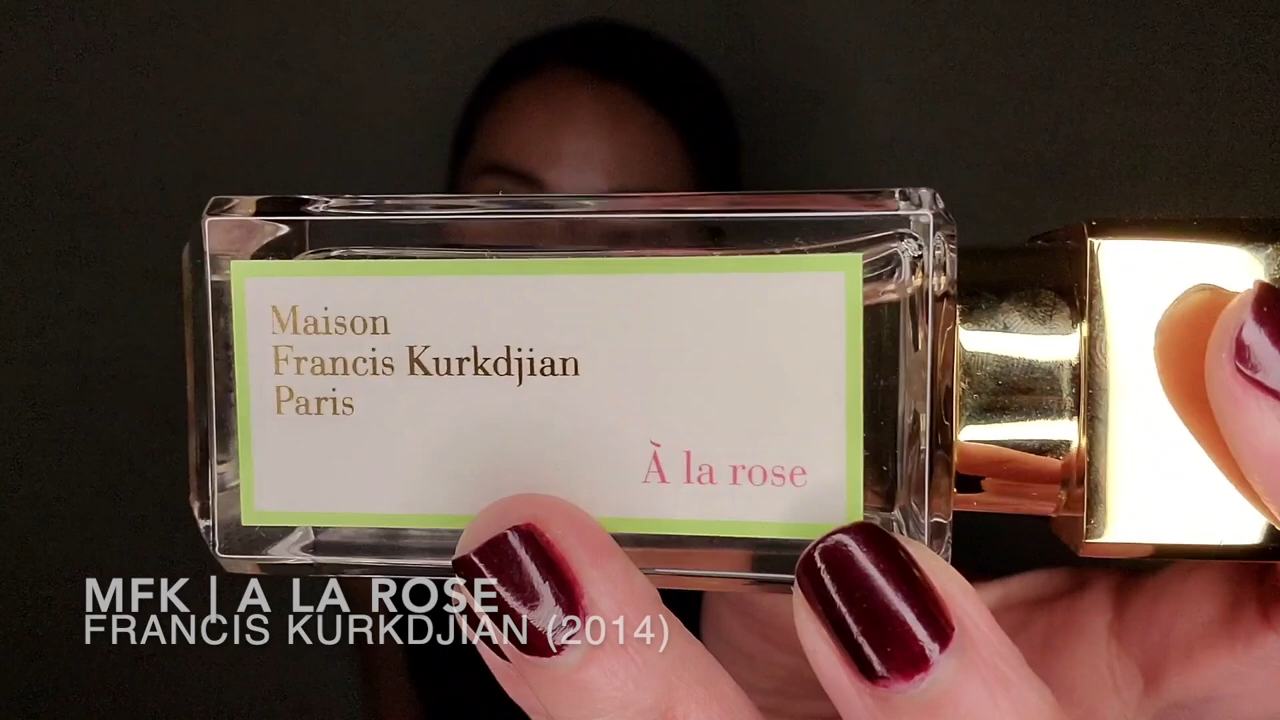 Maison
Francis Kurkdjian
Paris
À la rose
MFK | A LA ROSE
FRANCIS KURKDJIAN (2014)